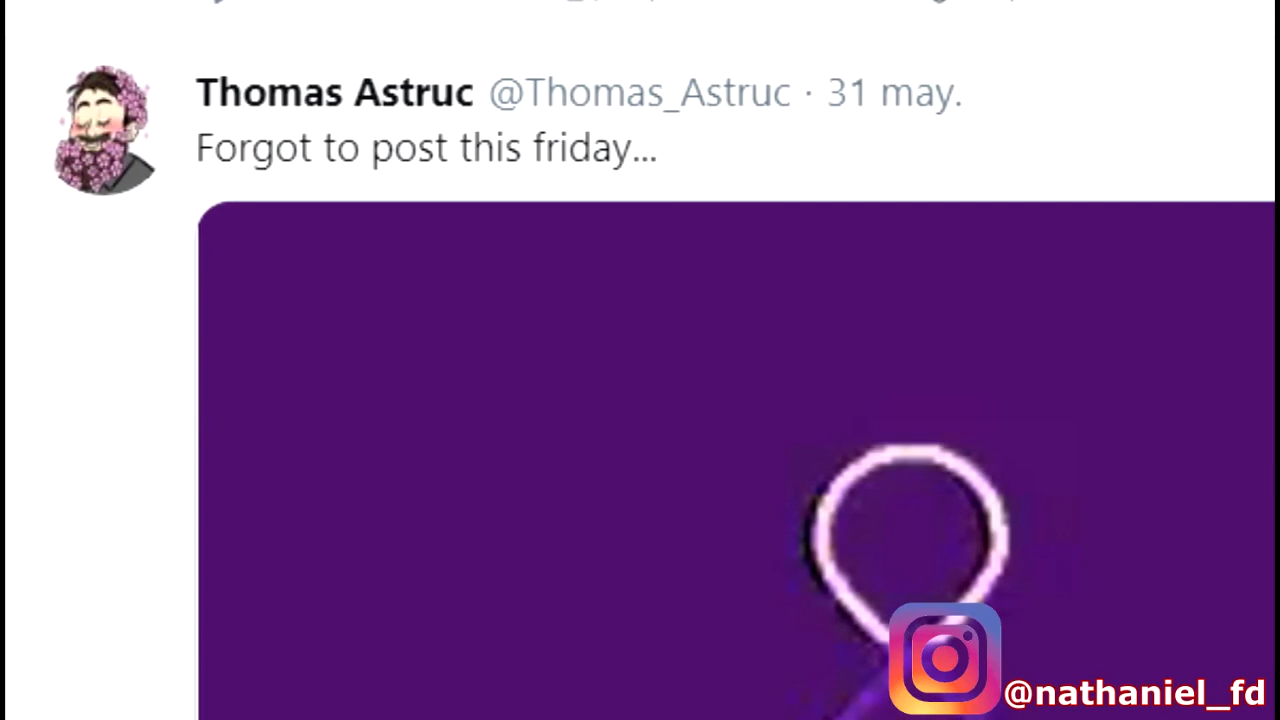 Thomas Astruc @Thomas_Astruc · 31 may.
Forgot to post this friday...
@nathaniel_fd